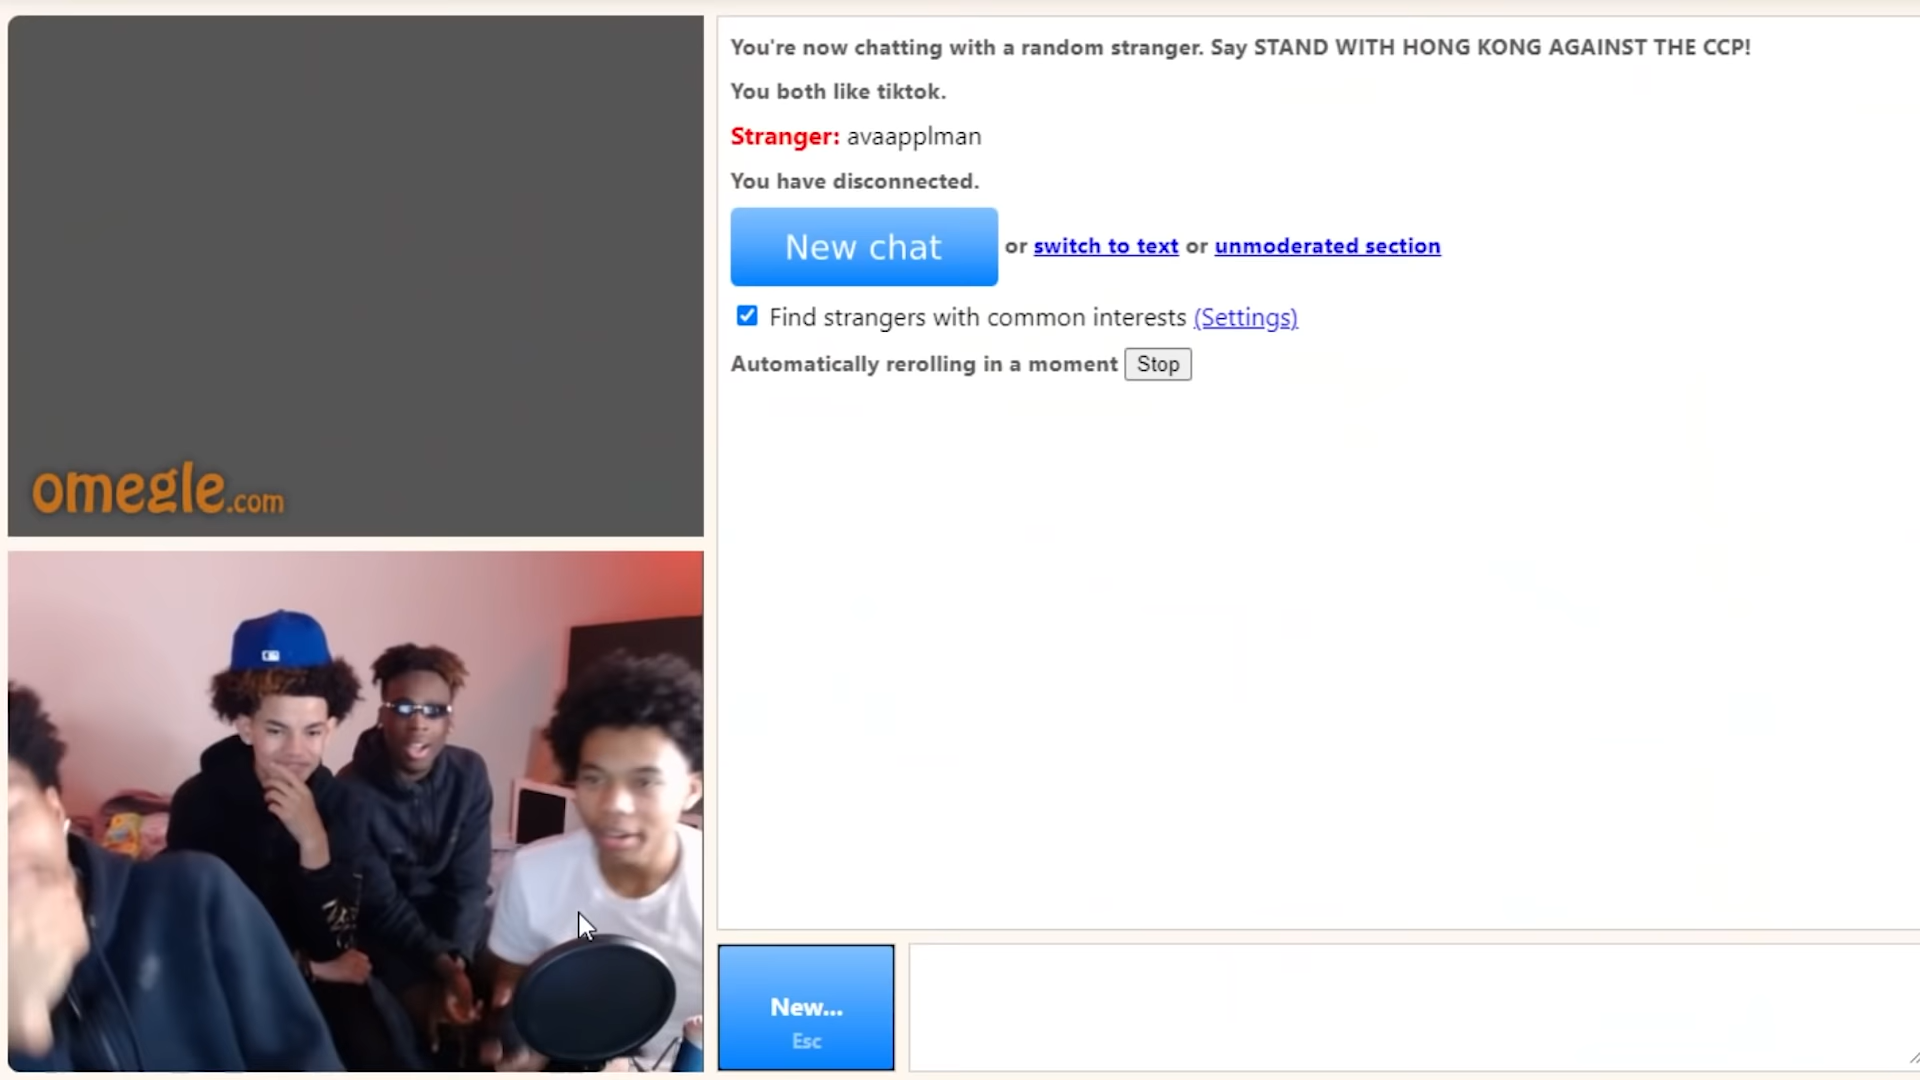 You're now chatting with a random stranger. Say STAND WITH HONG KONG AGAINST THE CCP!
You both like tiktok.
Stranger: avaapplman
You have disconnected.
New chat or switch to text or unmoderated section
Find strangers with common interests (Settings)
Automatically rerolling in a moment Stop
omegle.com
New...
Esc